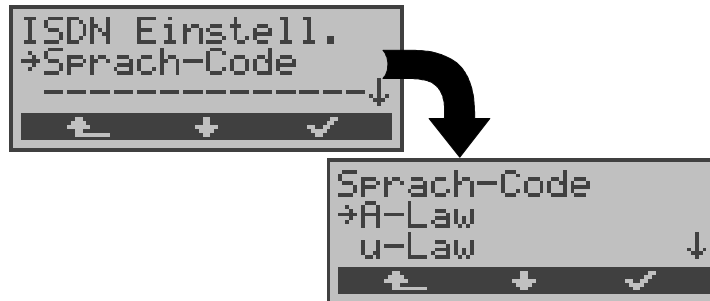 ISDN Einstell.
→Sprach-Code
----------------↓
Sprach-Code
→A-Law
u-Law ↓